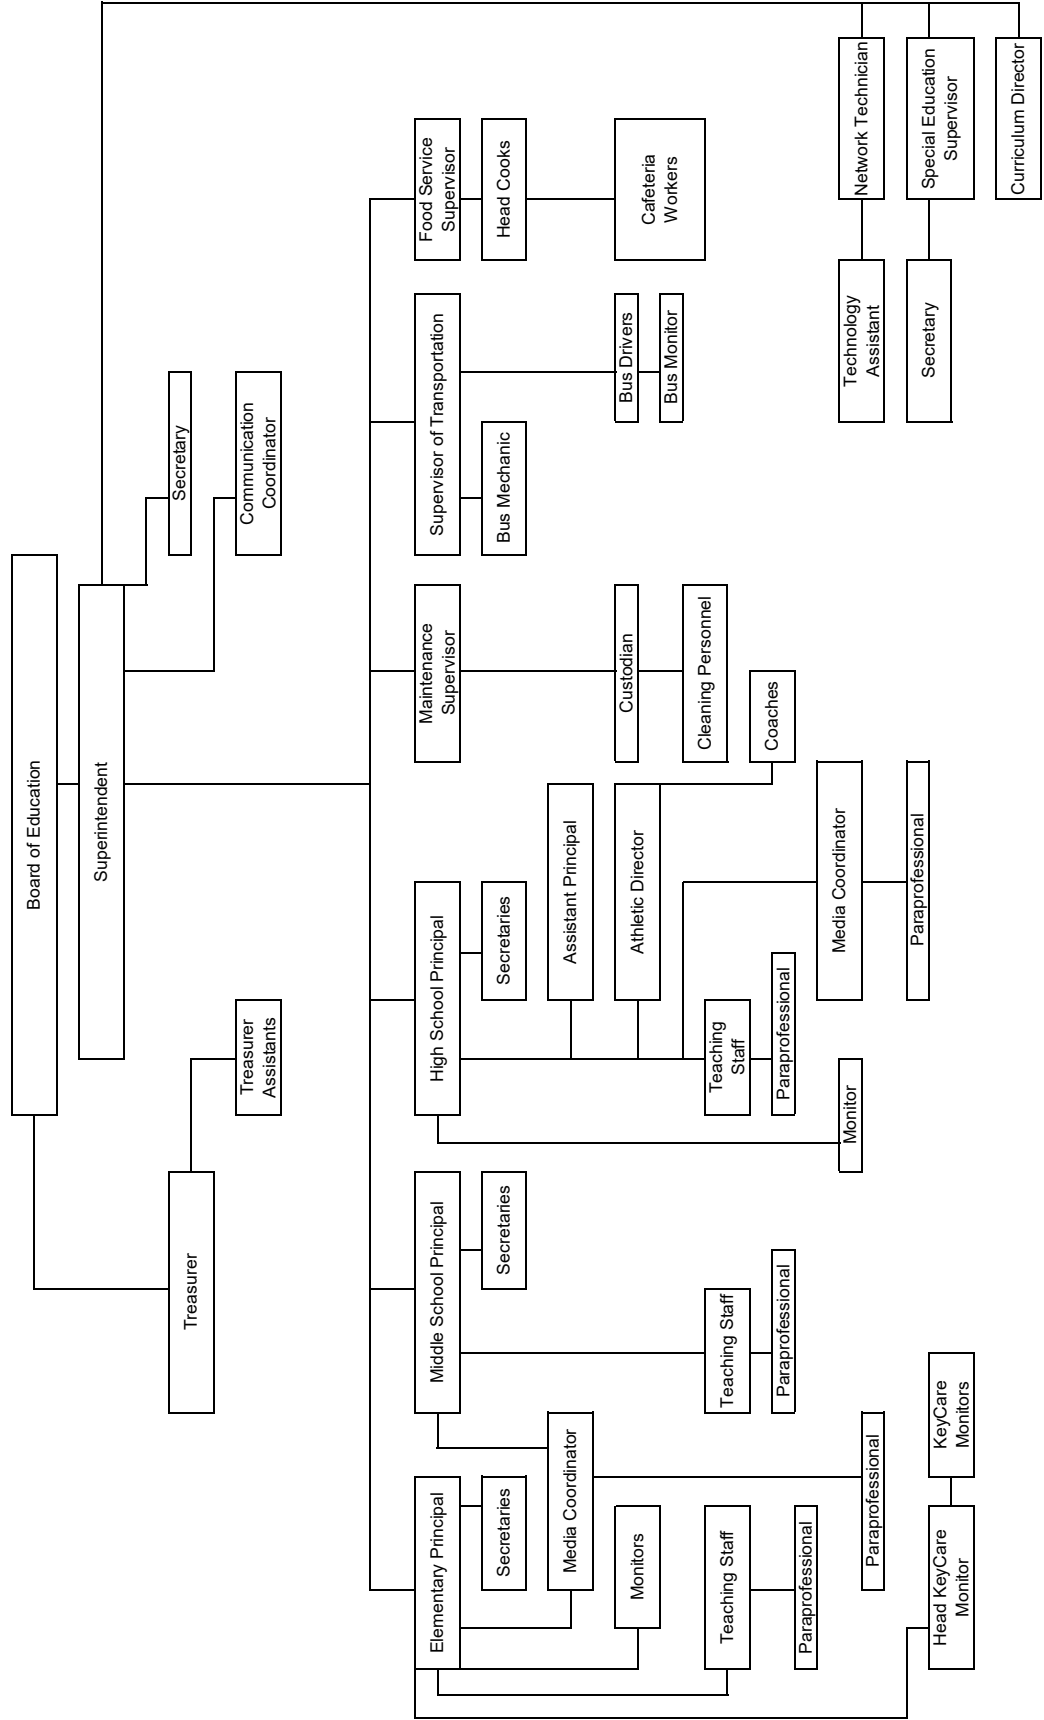 Board of Education
Superintendent
Treasurer
Secretary
Treasurer
Assistants
Communication
Coordinator
Elementary Principal
Middle School Principal
High School Principal
Maintenance
Supervisor
Supervisor of Transportation
Food Service
Supervisor
Secretaries
Secretaries
Secretaries
Bus Mechanic
Head Cooks
Media Coordinator
Assistant Principal
Monitors
Athletic Director
Custodian
Bus Drivers
Cafeteria
Workers
Bus Monitor
Cleaning Personnel
Teaching Staff
Teaching Staff
Teaching
Staff
Coaches
Paraprofessional
Paraprofessional
Paraprofessional
Media Coordinator
Monitor
Technology
Assistant
Network Technician
Paraprofessional
Paraprofessional
Secretary
Special Education
Supervisor
Head KeyCare
Monitor
KeyCare
Monitors
Curriculum Director